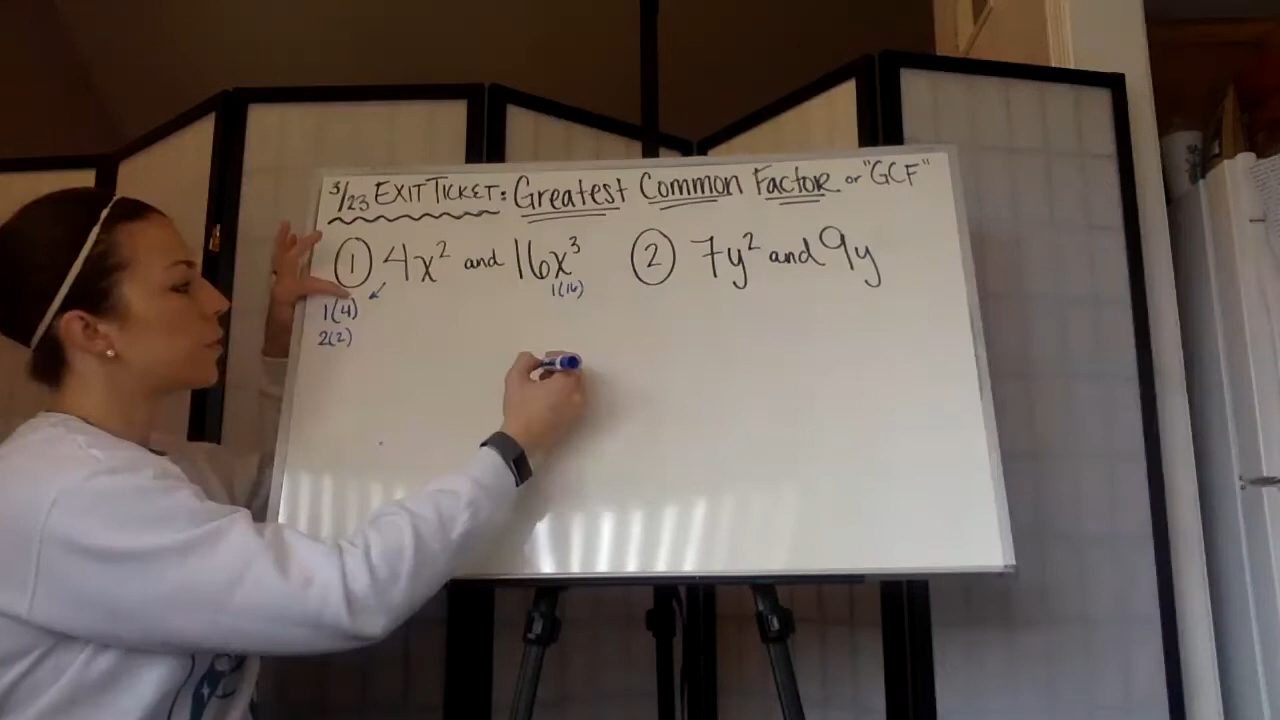 3/23 EXIT TICKET: Greatest Common Factor or "GCF"
① 4x² and 16x³ ② 7y² and 9y
1(4) 1(16)
2(2)